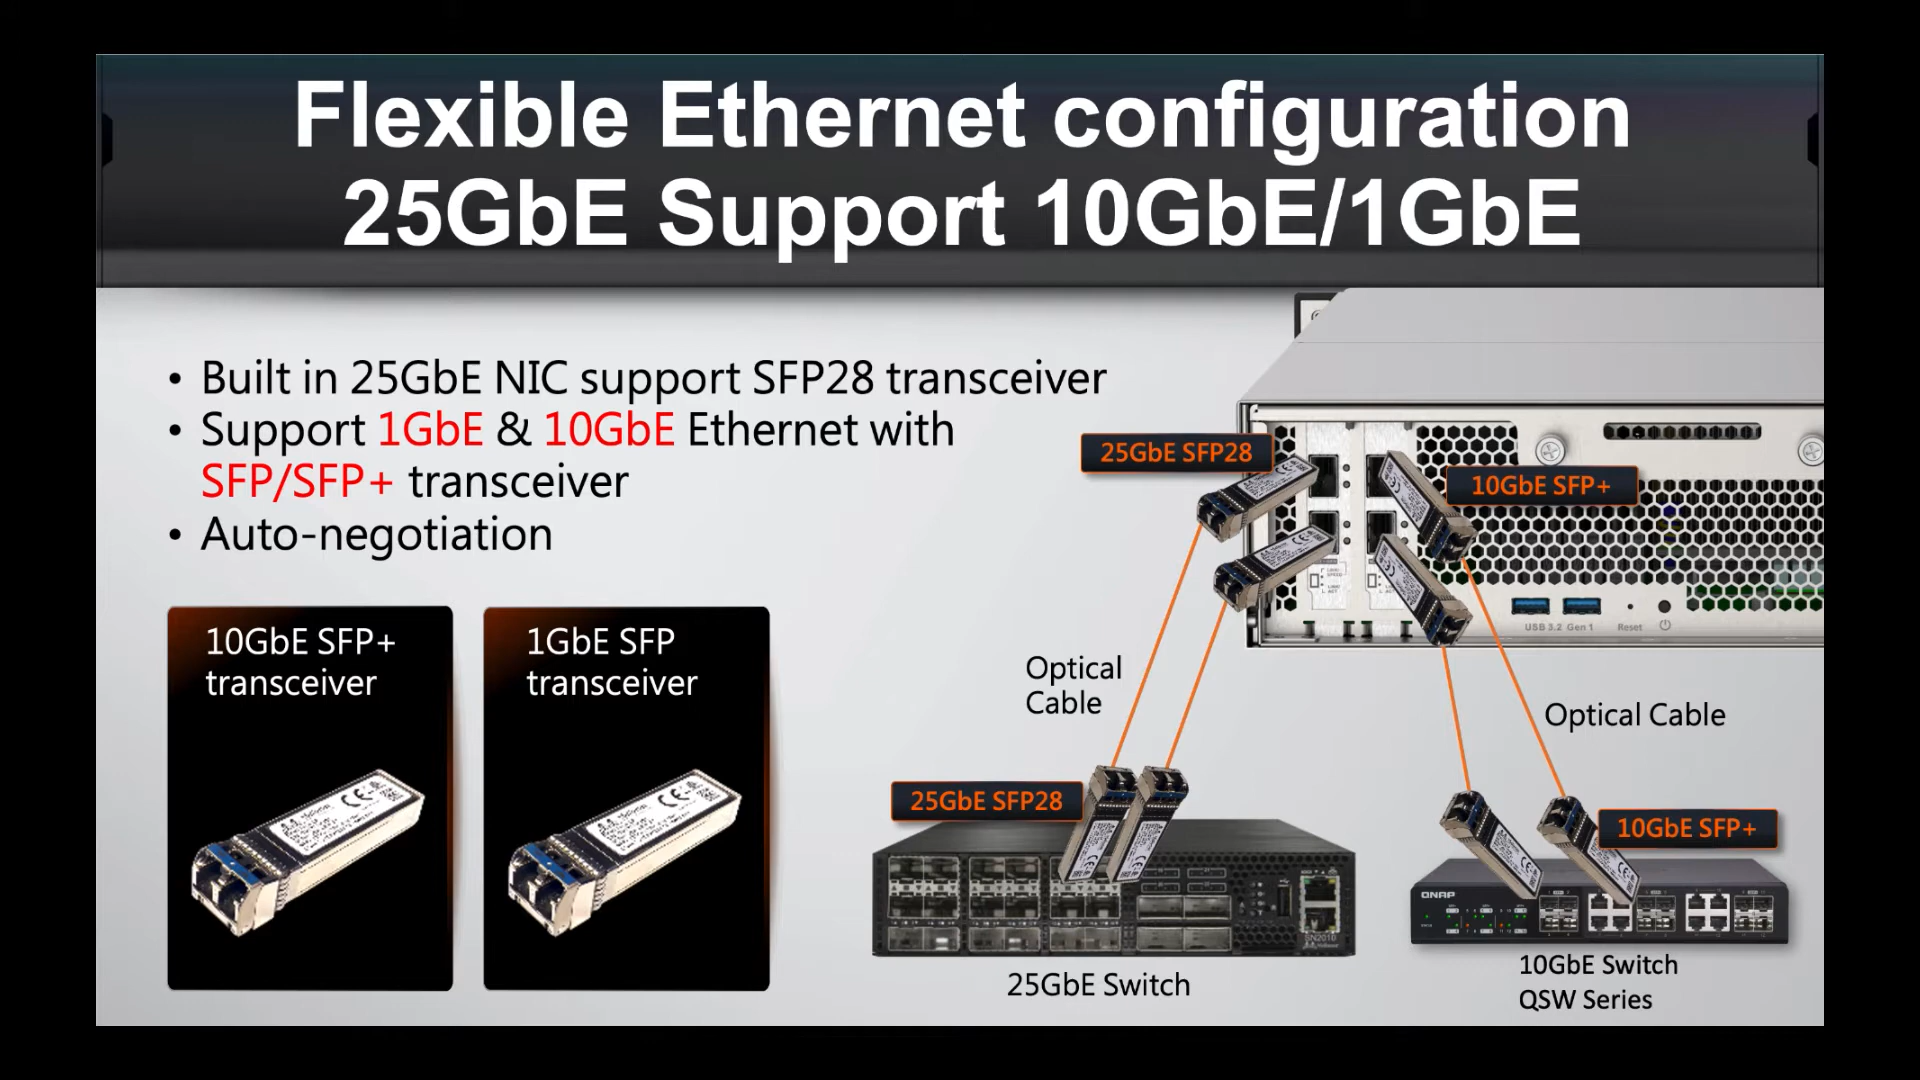 Flexible Ethernet configuration
25GbE Support 10GbE/1GbE
• Built in 25GbE NIC support SFP28 transceiver
• Support 1GbE & 10GbE Ethernet with
SFP/SFP+ transceiver
• Auto-negotiation
10GbE SFP+
transceiver
1GbE SFP
transceiver
25GbE SFP28
10GbE SFP+
USB 3.2 Gen 1
Reset
Optical
Cable
Optical Cable
25GbE SFP28
10GbE SFP+
QNAP
SN2010
25GbE Switch
10GbE Switch
QSW Series